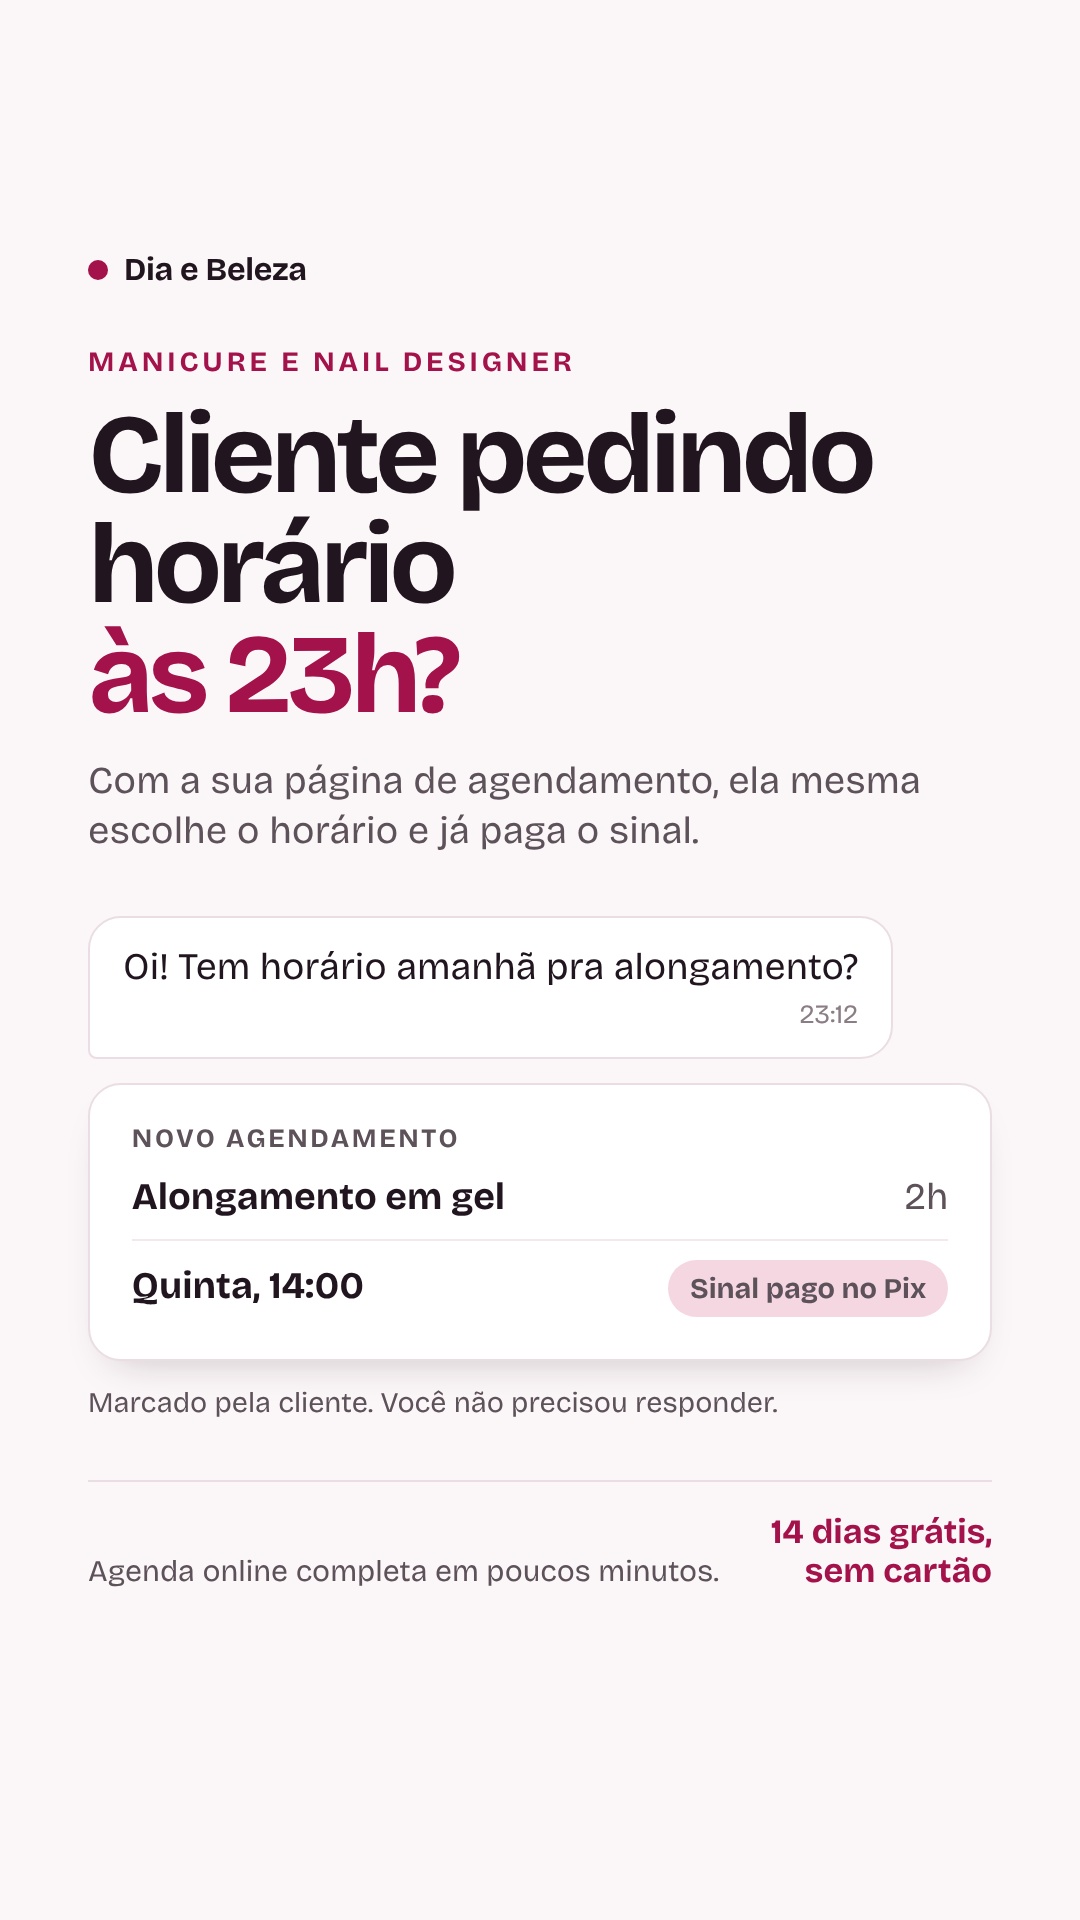 Dia e Beleza
MANICURE E NAIL DESIGNER
Cliente pedindo
horário
às 23h?
Com a sua página de agendamento, ela mesma
escolhe o horário e já paga o sinal.
Oi! Tem horário amanhã pra alongamento?
23:12
NOVO AGENDAMENTO
Alongamento em gel 2h
Quinta, 14:00 Sinal pago no Pix
Marcado pela cliente. Você não precisou responder.
14 dias grátis,
Agenda online completa em poucos minutos. sem cartão